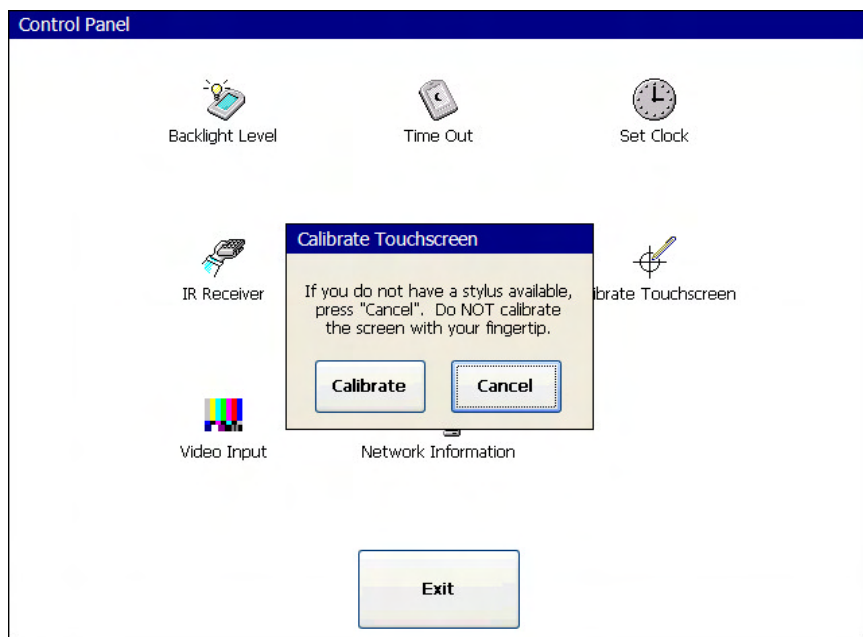 Control Panel
Backlight Level
Time Out
Set Clock
IR Receiver
Calibrate Touchscreen
If you do not have a stylus available,
press "Cancel".  Do NOT calibrate
the screen with your fingertip.
Calibrate
Cancel
ibrate Touchscreen
Video Input
Network Information
Exit